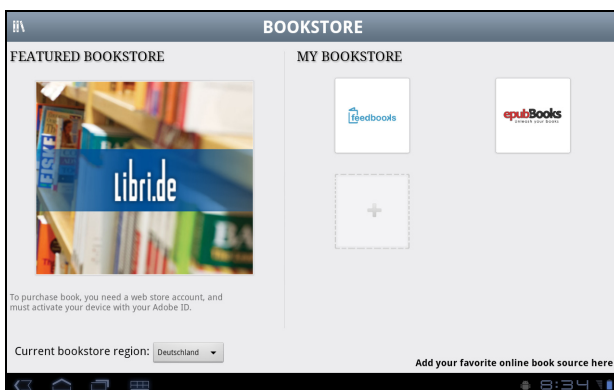 BOOKSTORE
FEATURED BOOKSTORE
MY BOOKSTORE
FISKE
Libri.de
feedbooks
epubBooks
unleash your books
To purchase book, you need a web store account, and
must activate your device with your Adobe ID.
Current bookstore region: Deutschland
Add your favorite online book source here
8:34